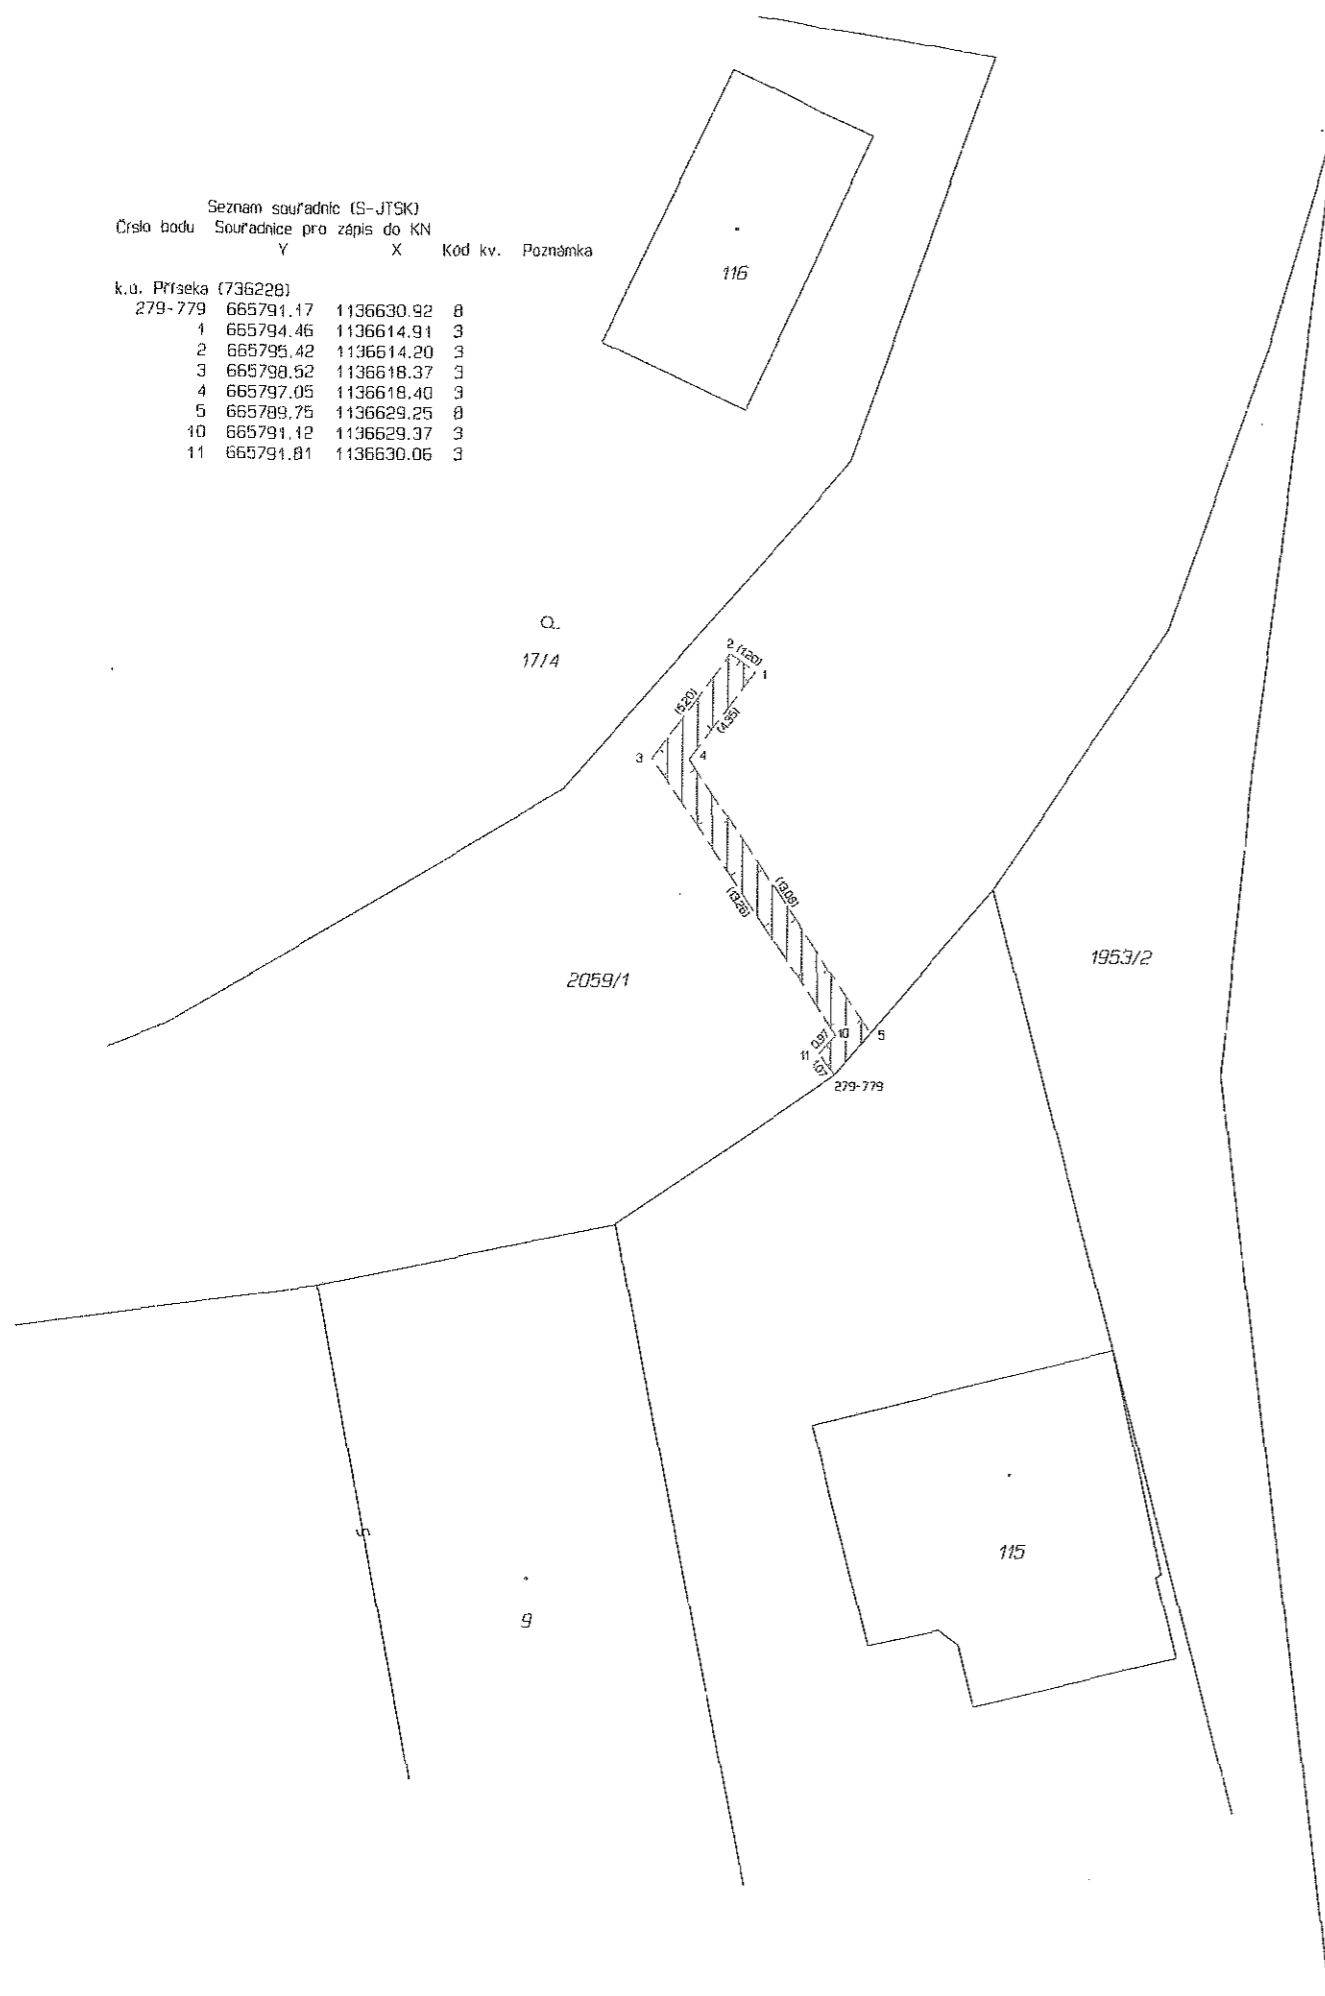 Seznam souřadnic (S-JTSK)
Číslo bodu Souřadnice pro zápis do KN
Y X Kód kv. Poznámka
k.ú. Příseka (736228)
279-779 665791.17 1136630.92 8
1 665794.46 1136614.91 3
2 665795.42 1136614.20 3
3 665798.52 1136618.37 3
4 665797.05 1136618.40 3
5 665789.75 1136629.25 8
10 665791.12 1136629.37 3
11 665791.81 1136630.06 3
116
17/4
2 (1.20)
1
(5.20)
(4.35)
3
4
(13.08)
(13.26)
1953/2
2059/1
0.97
10
5
11
1.07
279-779
115
9